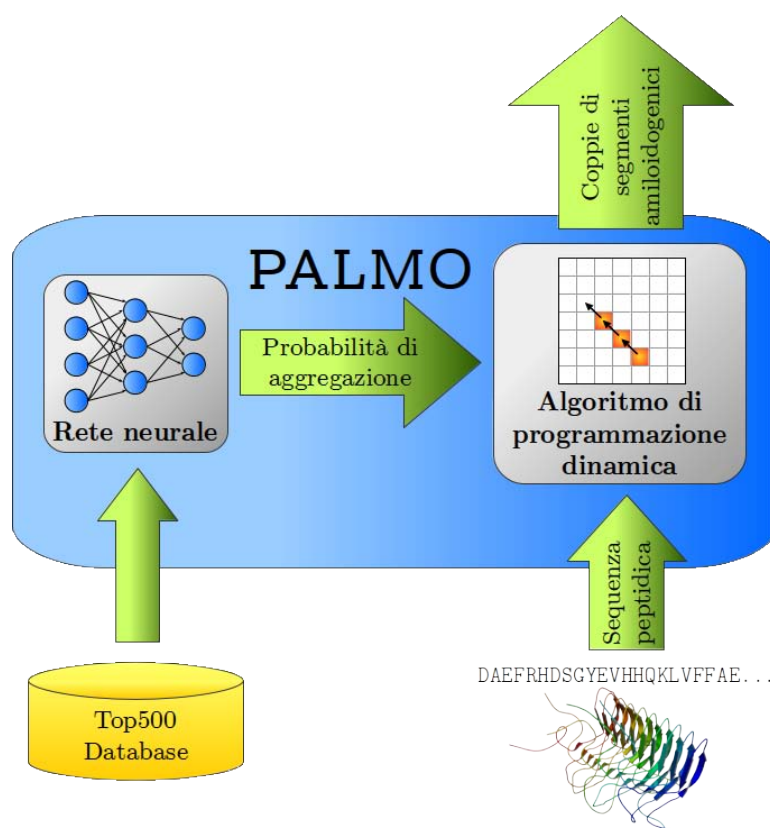 Coppie di
segmenti
amiloidogenici
PALMO
Probabilità di
aggregazione
Rete neurale
Algoritmo di
programmazione
dinamica
Sequenza
peptidica
DAEFRHDSGYEVHHQKLVFFAE...
Top500
Database